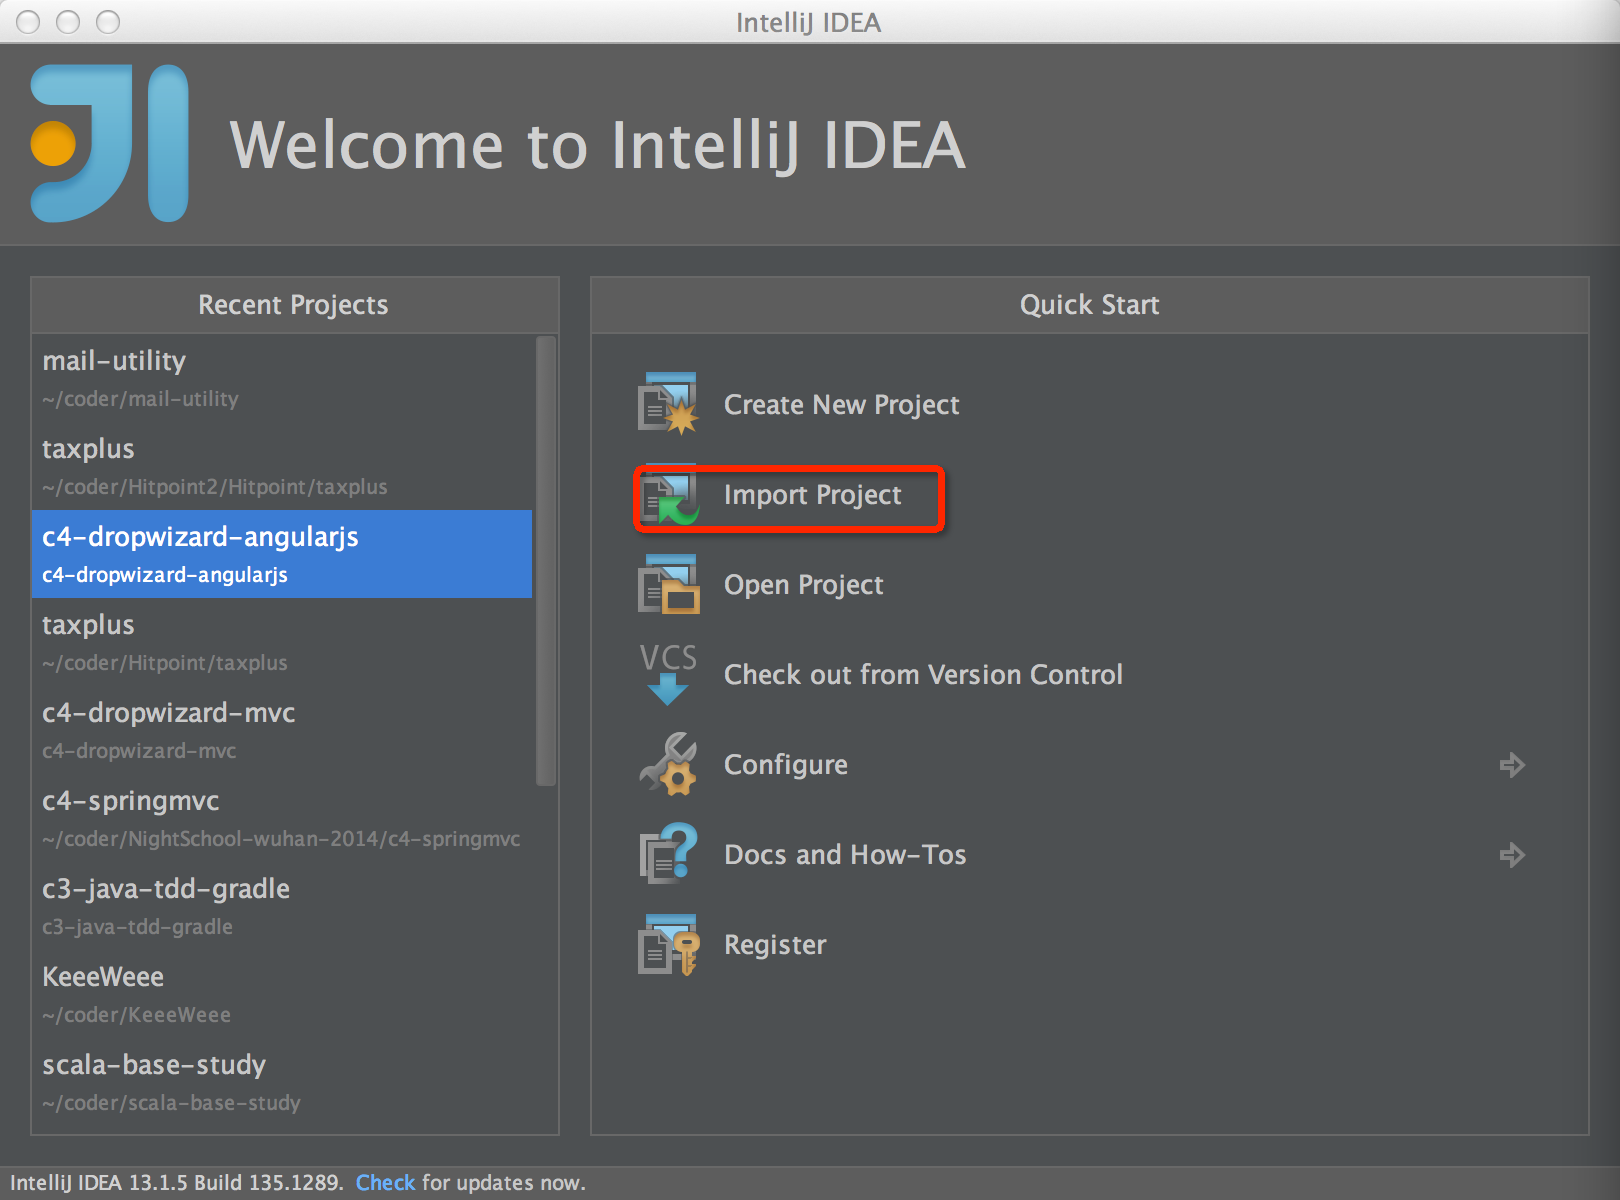 IntelliJ IDEA
Welcome to IntelliJ IDEA
Recent Projects
mail-utility
~/coder/mail-utility
taxplus
~/coder/Hitpoint2/Hitpoint/taxplus
c4-dropwizard-angularjs
c4-dropwizard-angularjs
taxplus
~/coder/Hitpoint/taxplus
c4-dropwizard-mvc
c4-dropwizard-mvc
c4-springmvc
~/coder/NightSchool-wuhan-2014/c4-springmvc
c3-java-tdd-gradle
c3-java-tdd-gradle
KeeeWeee
~/coder/KeeeWeee
scala-base-study
~/coder/scala-base-study
Quick Start
Create New Project
Import Project
Open Project
VCS
Check out from Version Control
Configure
Docs and How-Tos
Register
IntelliJ IDEA 13.1.5 Build 135.1289. Check for updates now.